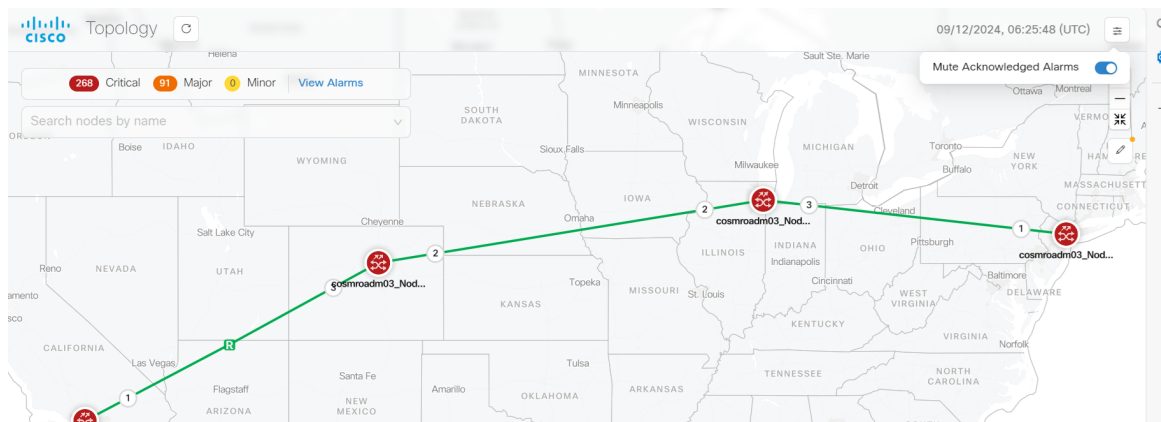 CISCO
Topology
09/12/2024, 06:25:48 (UTC)
Mute Acknowledged Alarms
268 Critical 91 Major 0 Minor View Alarms
Search nodes by name
Helena
Sault Ste. Marie
MINNESOTA
Ottawa
Montreal
Minneapolis
SOUTH
DAKOTA
WISCONSIN
VERMO
Boise
IDAHO
WYOMING
Sioux Falls
MICHIGAN
Toronto
NEW
YORK
HAM
Milwaukee
Buffalo
Detroit
MASSACHUSETT
IOWA
NEBRASKA
2
3
Cleveland
CONNECTICUT
Omaha
cosmroadm03_Nod...
Cheyenne
1
Salt Lake City
2
ILLINOIS
INDIANA
OHIO
Pittsburgh
cosmroadm03_Nod...
Indianapolis
Reno
NEVADA
UTAH
Topeka
MISSOURI
St. Louis
Cincinnati
Baltimore
cosmroadm03_Nod...
DELAWARE
amento
KANSAS
WEST
VIRGINIA
sco
KENTUCKY
VIRGINIA
Norfolk
CALIFORNIA
R
Las Vegas
Tulsa
Santa Fe
TENNESSEE
NORTH
CAROLINA
Flagstaff
Amarillo
OKLAHOMA
ARKANSAS
1
ARIZONA
NEW
MEXICO